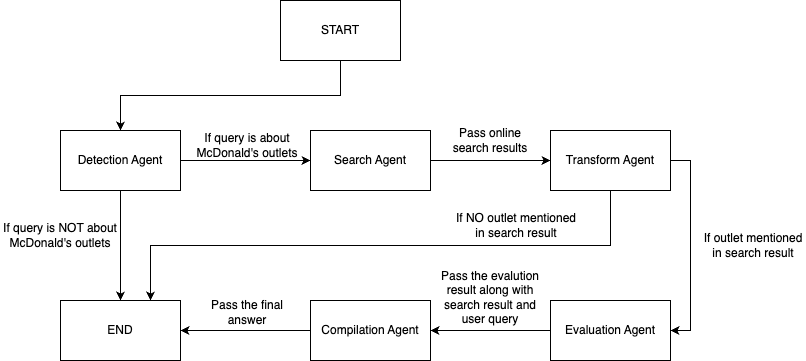 START
Detection Agent
If query is about
McDonald's outlets
Search Agent
Pass online
search results
Transform Agent
If query is NOT about
McDonald's outlets
If NO outlet mentioned
in search result
If outlet mentioned
in search result
END
Pass the final
answer
Compilation Agent
Pass the evalution
result along with
search result and
user query
Evaluation Agent